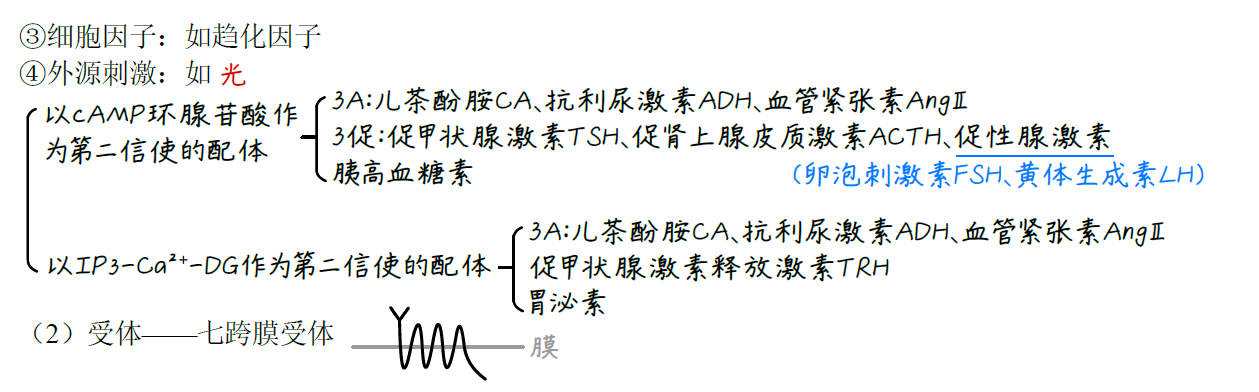 ③细胞因子：如趋化因子
④外源刺激：如 光
以cAMP环腺苷酸作
为第二信使的配体
3A:儿茶酚胺CA、抗利尿激素ADH、血管紧张素AngⅡ
3促:促甲状腺激素TSH、促肾上腺皮质激素ACTH、促性腺激素
胰高血糖素
(卵泡刺激素FSH、黄体生成素LH)
以IP3-Ca²⁺-DG作为第二信使的配体
3A:儿茶酚胺CA、抗利尿激素ADH、血管紧张素AngⅡ
促甲状腺激素释放激素TRH
胃泌素
（2）受体——七跨膜受体
膜